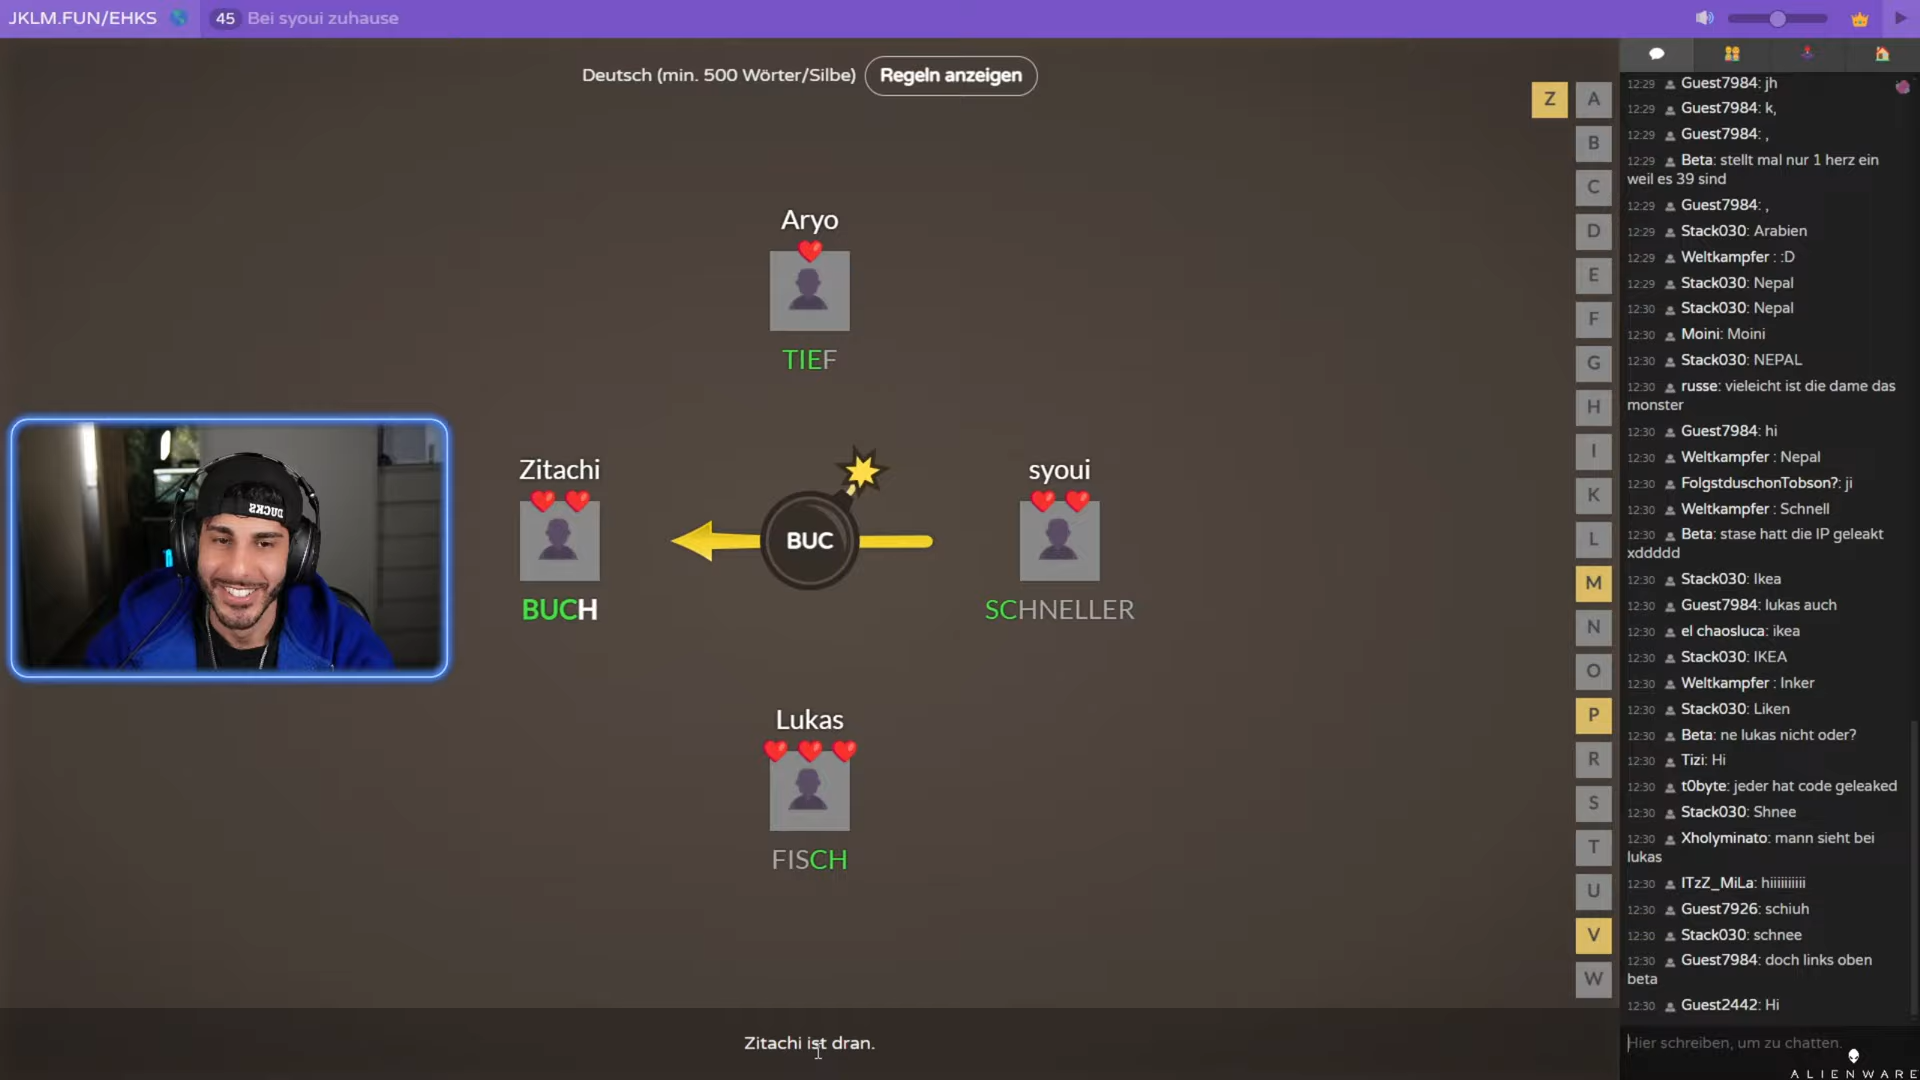 JKLM.FUN/EHKS
45 Bei syoui zuhause
Deutsch (min. 500 Wörter/Silbe) Regeln anzeigen
Aryo
TIEF
Zitachi
BUCH
BUC
syoui
SCHNELLER
Lukas
FISCH
DUCKS
Zitachi ist dran.
Z A
B
C
D
E
F
G
H
I
K
L
M
N
O
P
R
S
T
U
V
W
12:29 Guest7984: jh
12:29 Guest7984: k,
12:29 Guest7984: ,
12:29 Beta: stellt mal nur 1 herz ein
weil es 39 sind
12:29 Guest7984: ,
12:29 Stack030: Arabien
12:29 Weltkampfer : :D
12:29 Stack030: Nepal
12:30 Stack030: Nepal
12:30 Moini: Moini
12:30 Stack030: NEPAL
12:30 russe: vieleicht ist die dame das
monster
12:30 Guest7984: hi
12:30 Weltkampfer : Nepal
12:30 FolgstduschonTobson?: ji
12:30 Weltkampfer : Schnell
12:30 Beta: stase hatt die IP geleakt
xddddd
12:30 Stack030: Ikea
12:30 Guest7984: lukas auch
12:30 el chaosluca: ikea
12:30 Stack030: IKEA
12:30 Weltkampfer : Inker
12:30 Stack030: Liken
12:30 Beta: ne lukas nicht oder?
12:30 Tizi: Hi
12:30 t0byte: jeder hat code geleaked
12:30 Stack030: Shnee
12:30 Xholyminato: mann sieht bei
lukas
12:30 ITzZ_MiLa: hiiiiiiiiii
12:30 Guest7926: schiuh
12:30 Stack030: schnee
12:30 Guest7984: doch links oben
beta
12:30 Guest2442: Hi
Hier schreiben, um zu chatten.
ALIENWARE